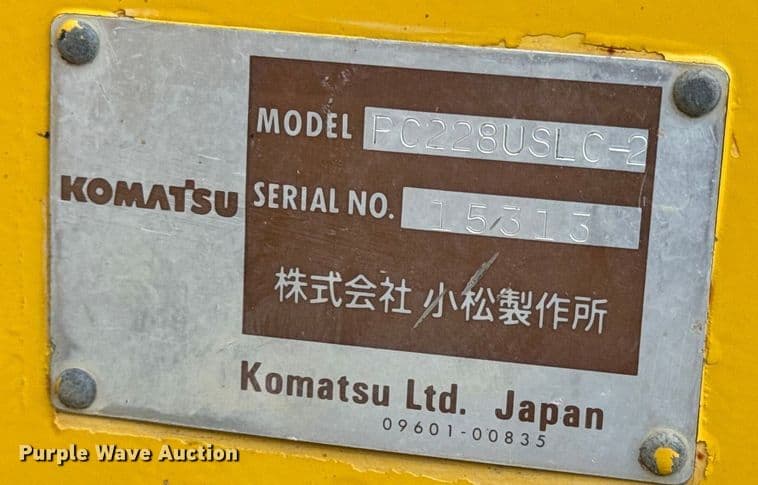 MODEL PC228USLC-2
KOMATSU
SERIAL NO. 15313
株式会社 小松製作所
Komatsu Ltd. Japan
09601-00835
Purple Wave Auction